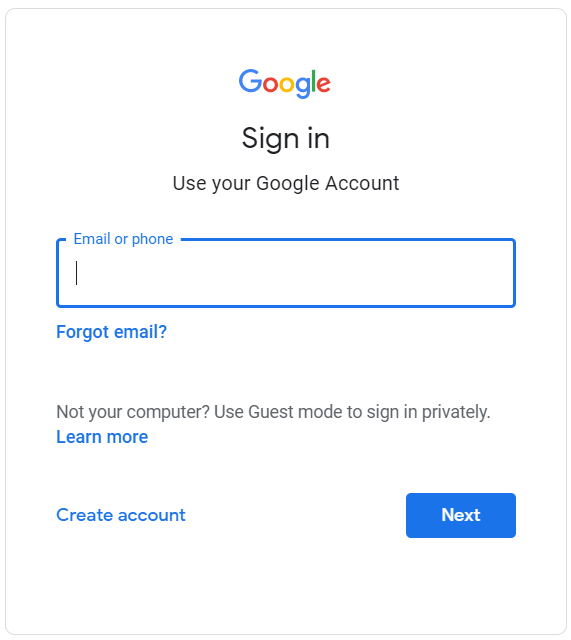 Google
Sign in
Use your Google Account
Email or phone
Forgot email?
Not your computer? Use Guest mode to sign in privately.
Learn more
Create account
Next